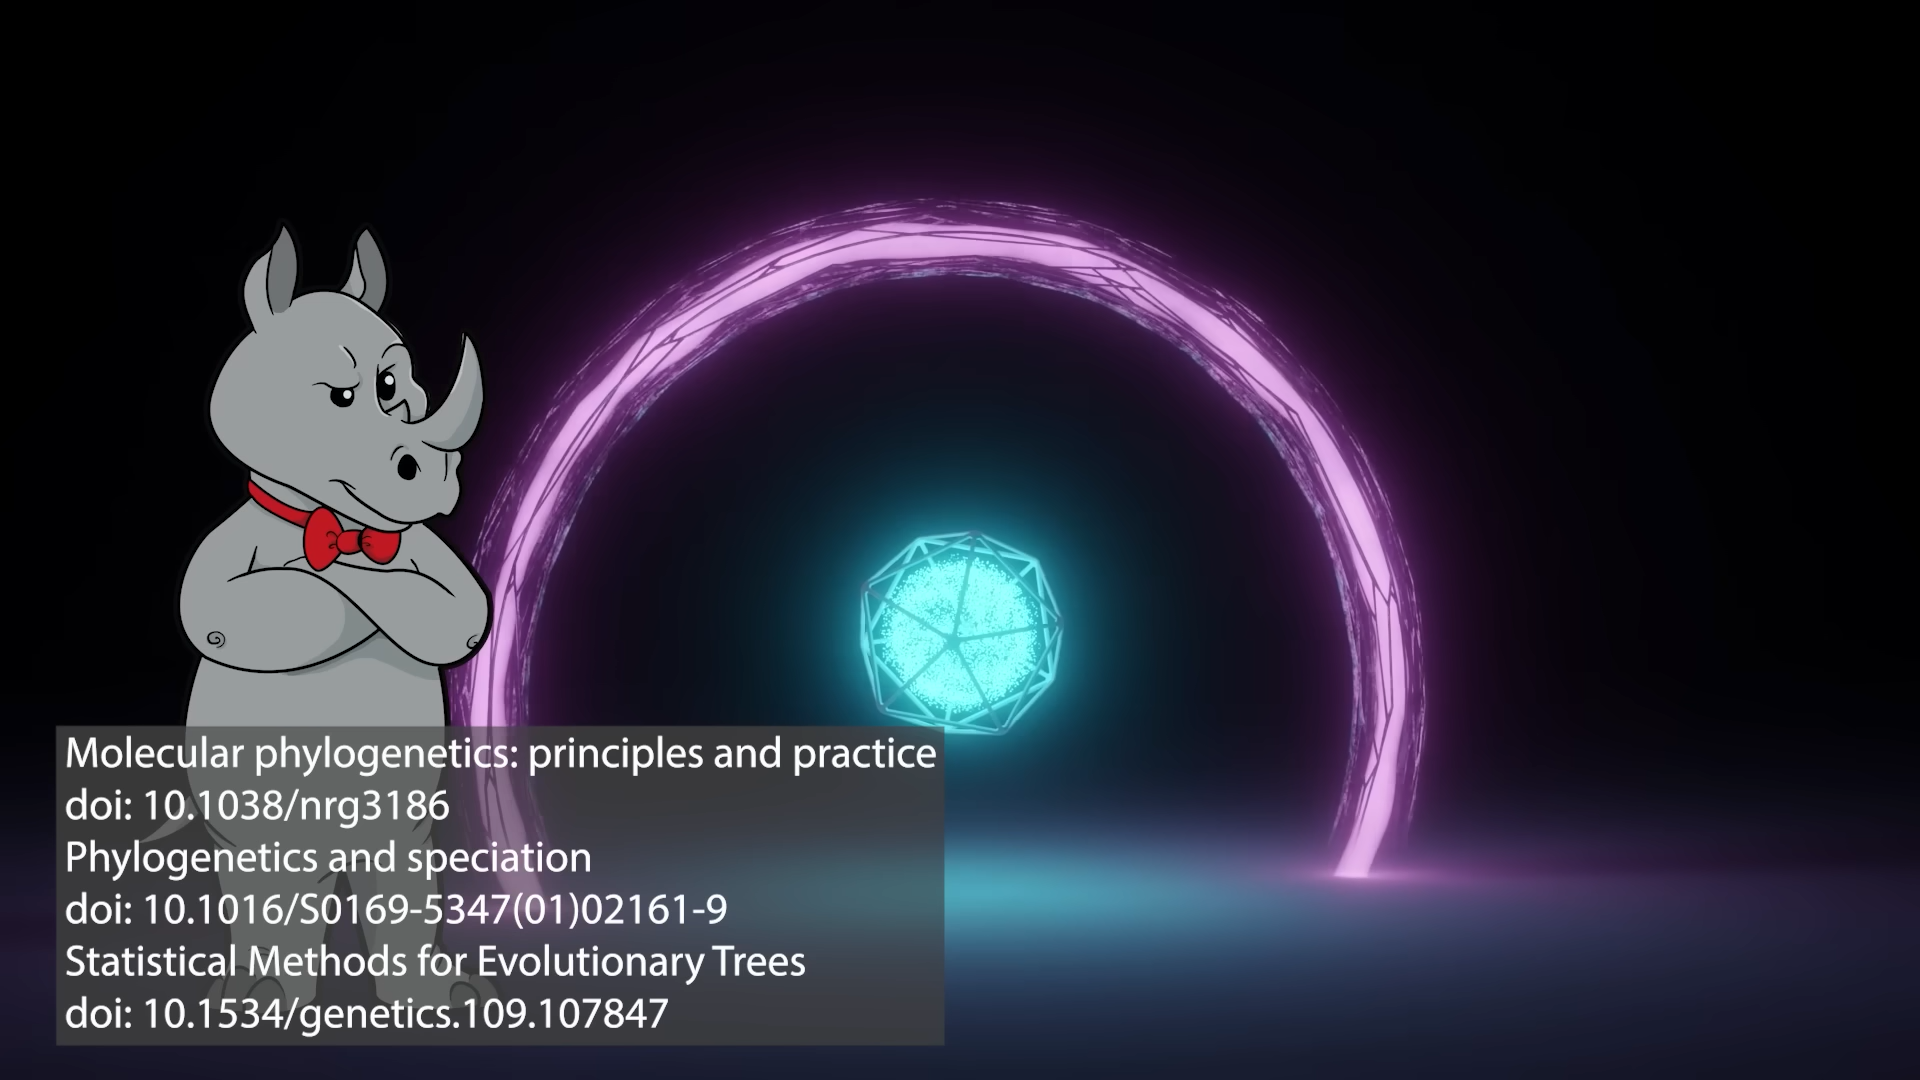 Molecular phylogenetics: principles and practice
doi: 10.1038/nrg3186
Phylogenetics and speciation
doi: 10.1016/S0169-5347(01)02161-9
Statistical Methods for Evolutionary Trees
doi: 10.1534/genetics.109.107847